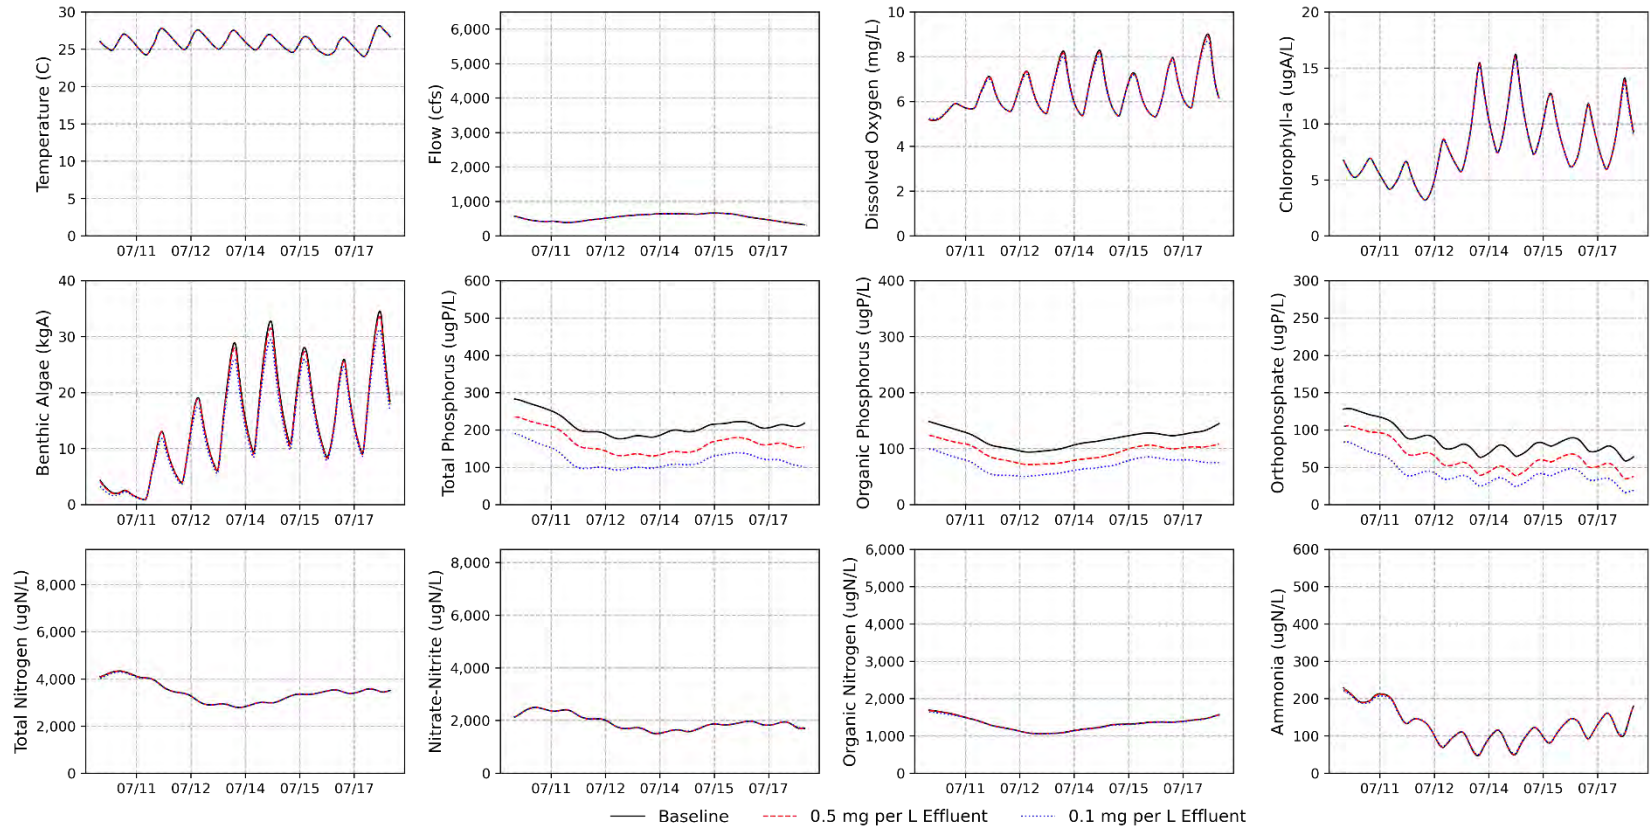 Temperature (C)
30
25
20
15
10
5
0
07/11 07/12 07/14 07/15 07/17
Flow (cfs)
6,000
5,000
4,000
3,000
2,000
1,000
0
07/11 07/12 07/14 07/15 07/17
Dissolved Oxygen (mg/L)
10
8
6
4
2
0
07/11 07/12 07/14 07/15 07/17
Chlorophyll-a (ugA/L)
20
15
10
5
0
07/11 07/12 07/14 07/15 07/17
Benthic Algae (kgA)
40
30
20
10
0
07/11 07/12 07/14 07/15 07/17
Total Phosphorus (ugP/L)
600
500
400
300
200
100
0
07/11 07/12 07/14 07/15 07/17
Organic Phosphorus (ugP/L)
400
300
200
100
0
07/11 07/12 07/14 07/15 07/17
Orthophosphate (ugP/L)
300
250
200
150
100
50
0
07/11 07/12 07/14 07/15 07/17
Total Nitrogen (ugN/L)
8,000
6,000
4,000
2,000
0
07/11 07/12 07/14 07/15 07/17
Nitrate-Nitrite (ugN/L)
8,000
6,000
4,000
2,000
0
07/11 07/12 07/14 07/15 07/17
Organic Nitrogen (ugN/L)
6,000
5,000
4,000
3,000
2,000
1,000
0
07/11 07/12 07/14 07/15 07/17
Ammonia (ugN/L)
600
500
400
300
200
100
0
07/11 07/12 07/14 07/15 07/17
Baseline 0.5 mg per L Effluent 0.1 mg per L Effluent